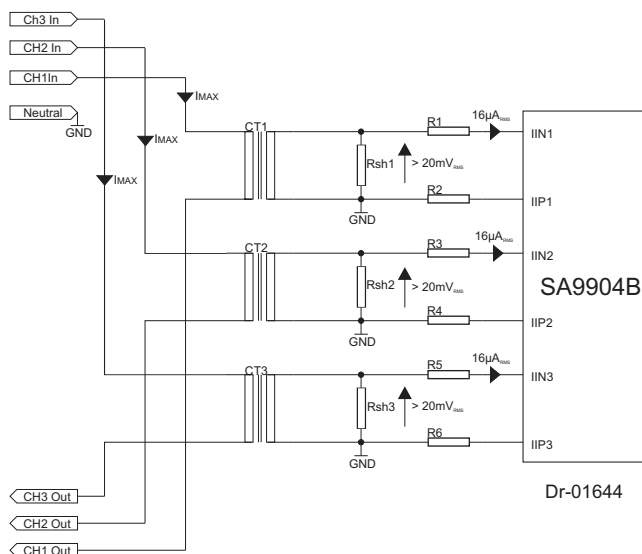 Ch3 In
CH2 In
CH1In
IMAX
Neutral
GND
IMAX
IMAX
CT1
R1
16µARMS
IIN1
Rsh1
> 20mVRMS
R2
IIP1
GND
CT2
R3
16µARMS
IIN2
Rsh2
> 20mVRMS
SA9904B
R4
IIP2
GND
CT3
R5
16µARMS
IIN3
Rsh3
> 20mVRMS
R6
IIP3
GND
Dr-01644
CH3 Out
CH2 Out
CH1 Out